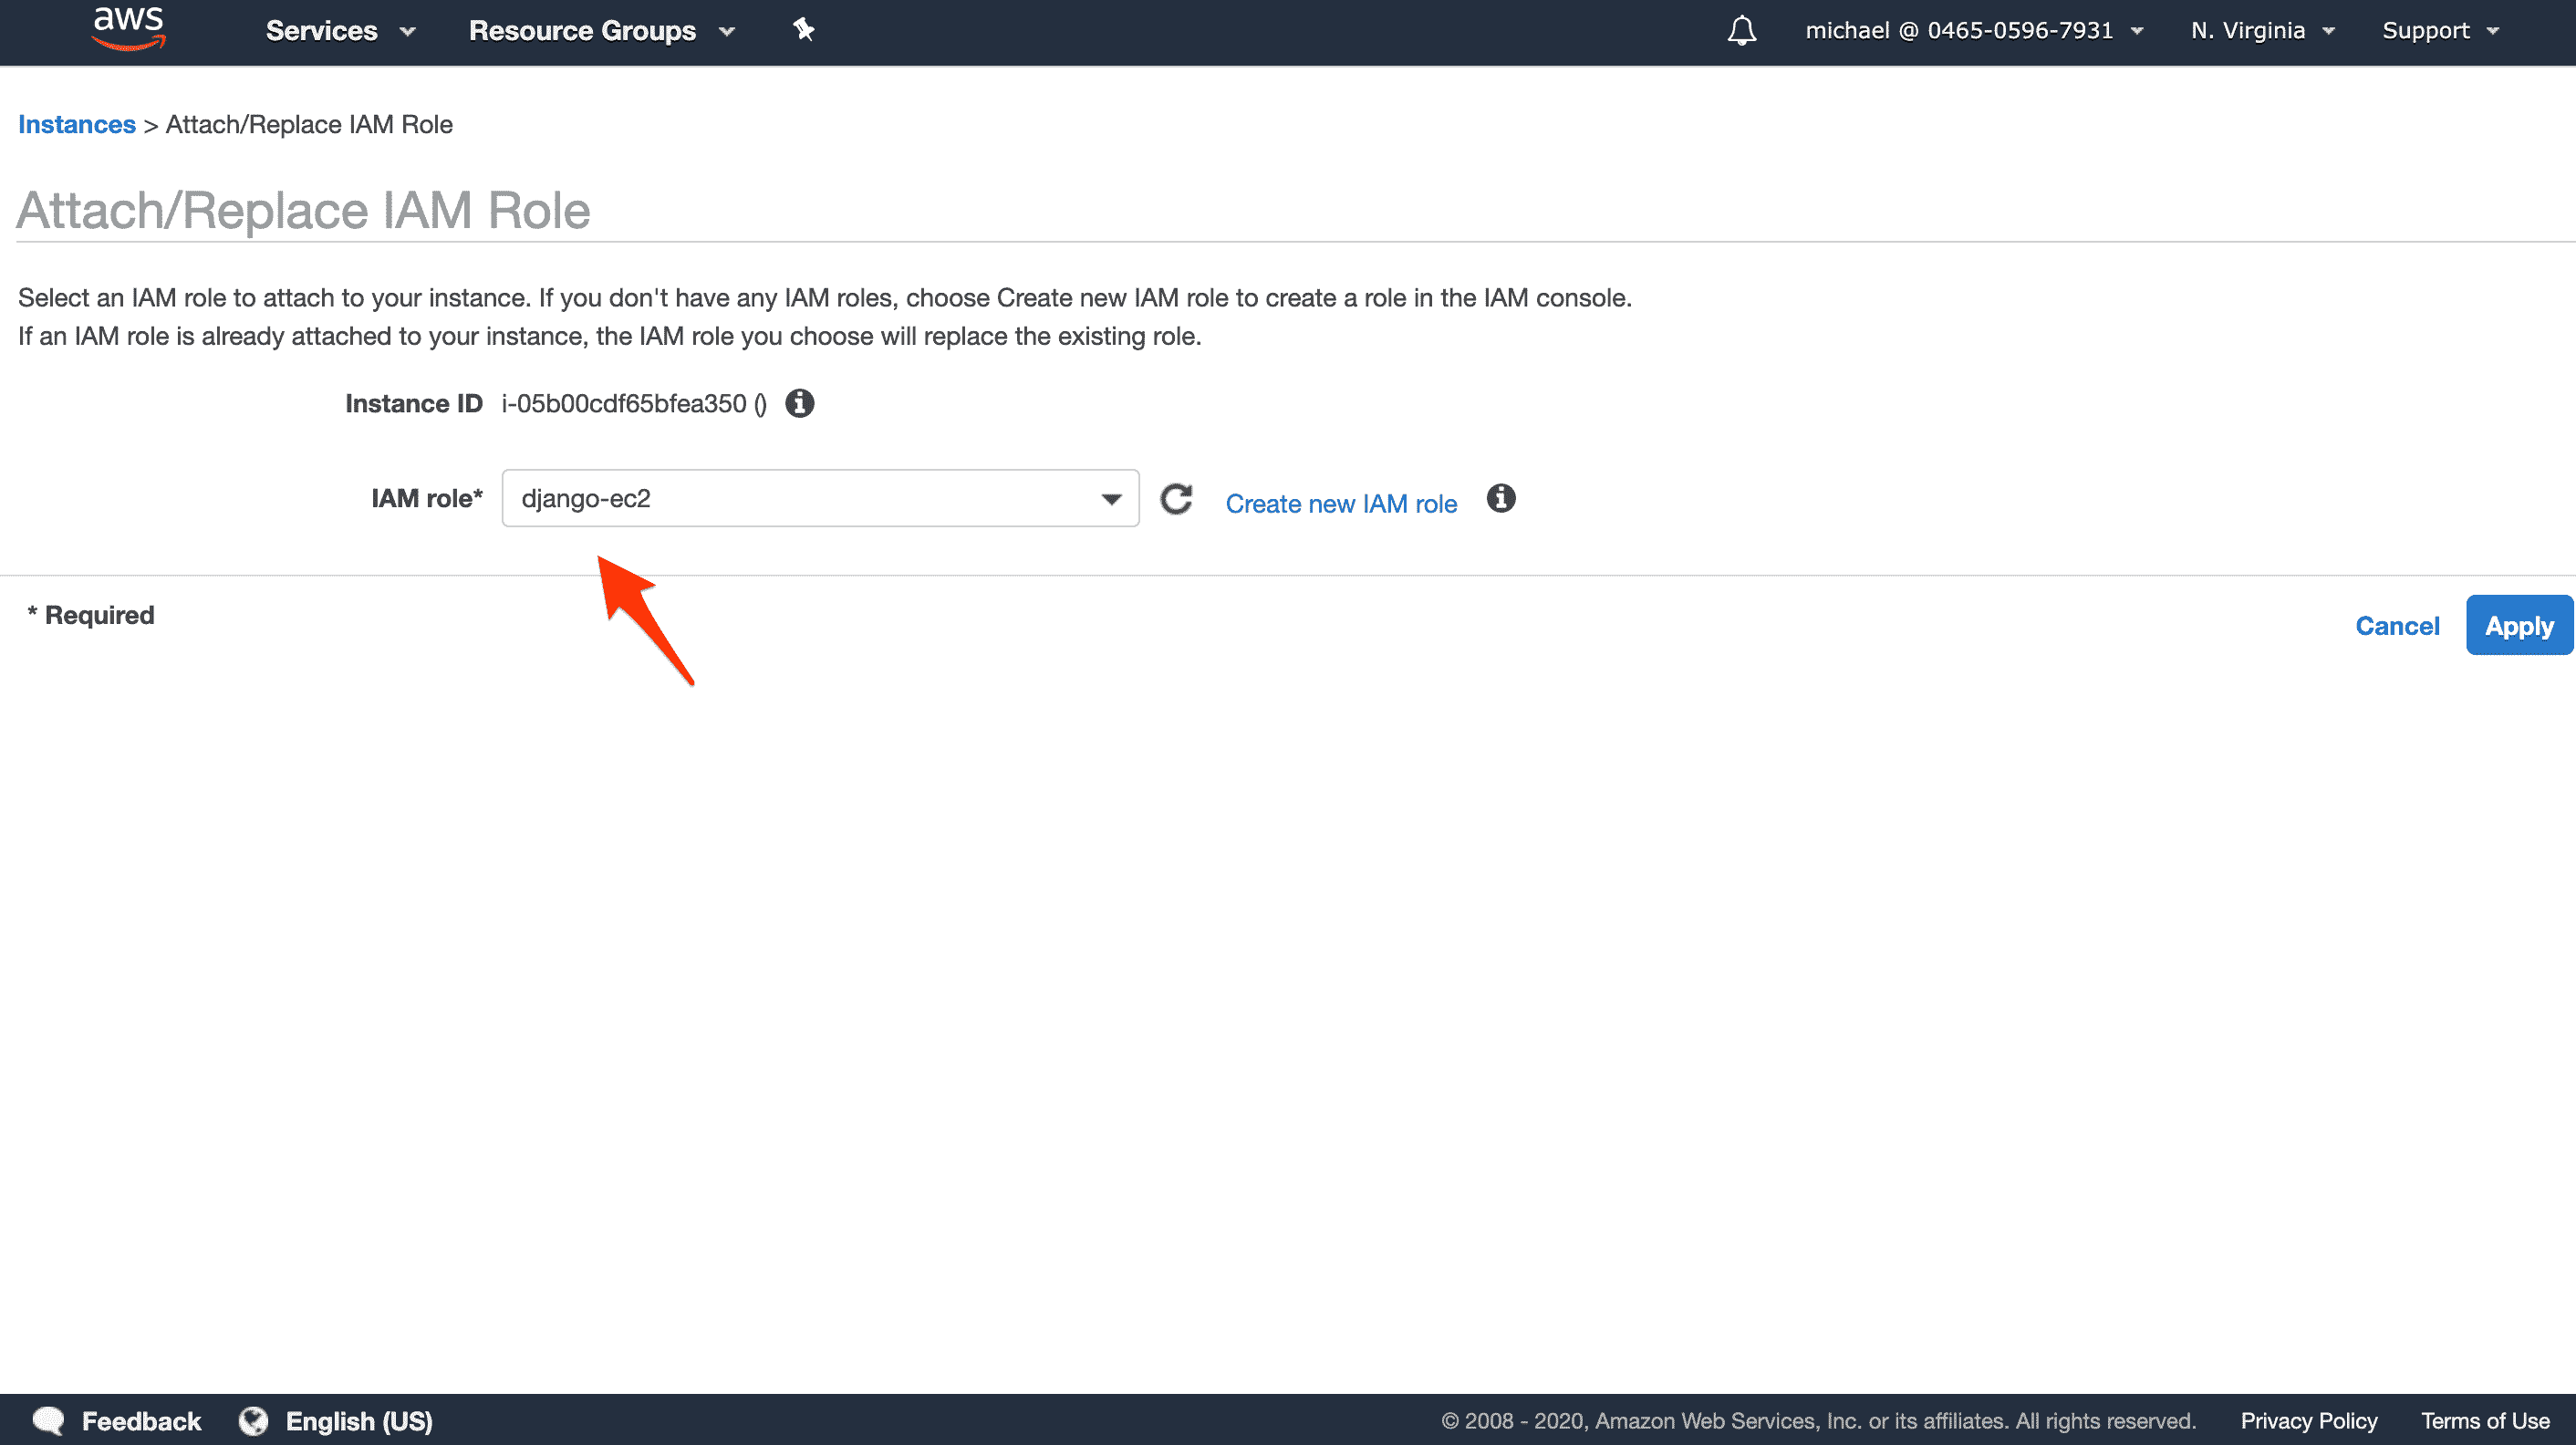 aws Services Resource Groups michael @ 0465-0596-7931 N. Virginia Support
Instances > Attach/Replace IAM Role
Attach/Replace IAM Role
Select an IAM role to attach to your instance. If you don't have any IAM roles, choose Create new IAM role to create a role in the IAM console.
If an IAM role is already attached to your instance, the IAM role you choose will replace the existing role.
Instance ID i-05b00cdf65bfea350 ()
IAM role* django-ec2 Create new IAM role
* Required
Cancel Apply
Feedback English (US) © 2008 - 2020, Amazon Web Services, Inc. or its affiliates. All rights reserved. Privacy Policy Terms of Use